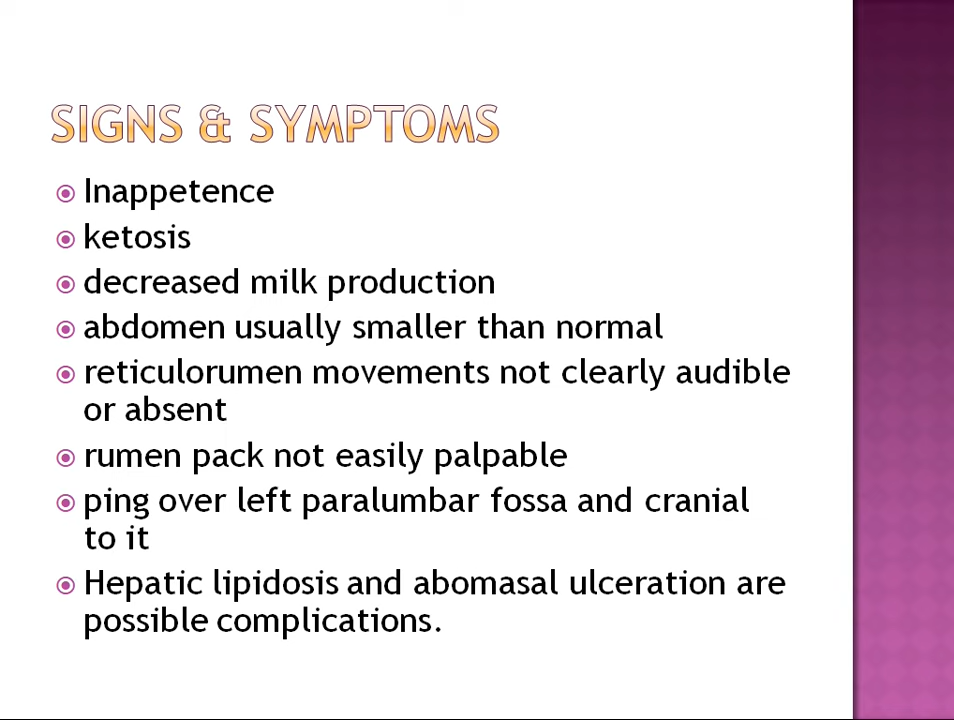 SIGNS & SYMPTOMS
Inappetence
ketosis
decreased milk production
abdomen usually smaller than normal
reticulorumen movements not clearly audible
or absent
rumen pack not easily palpable
ping over left paralumbar fossa and cranial
to it
Hepatic lipidosis and abomasal ulceration are
possible complications.